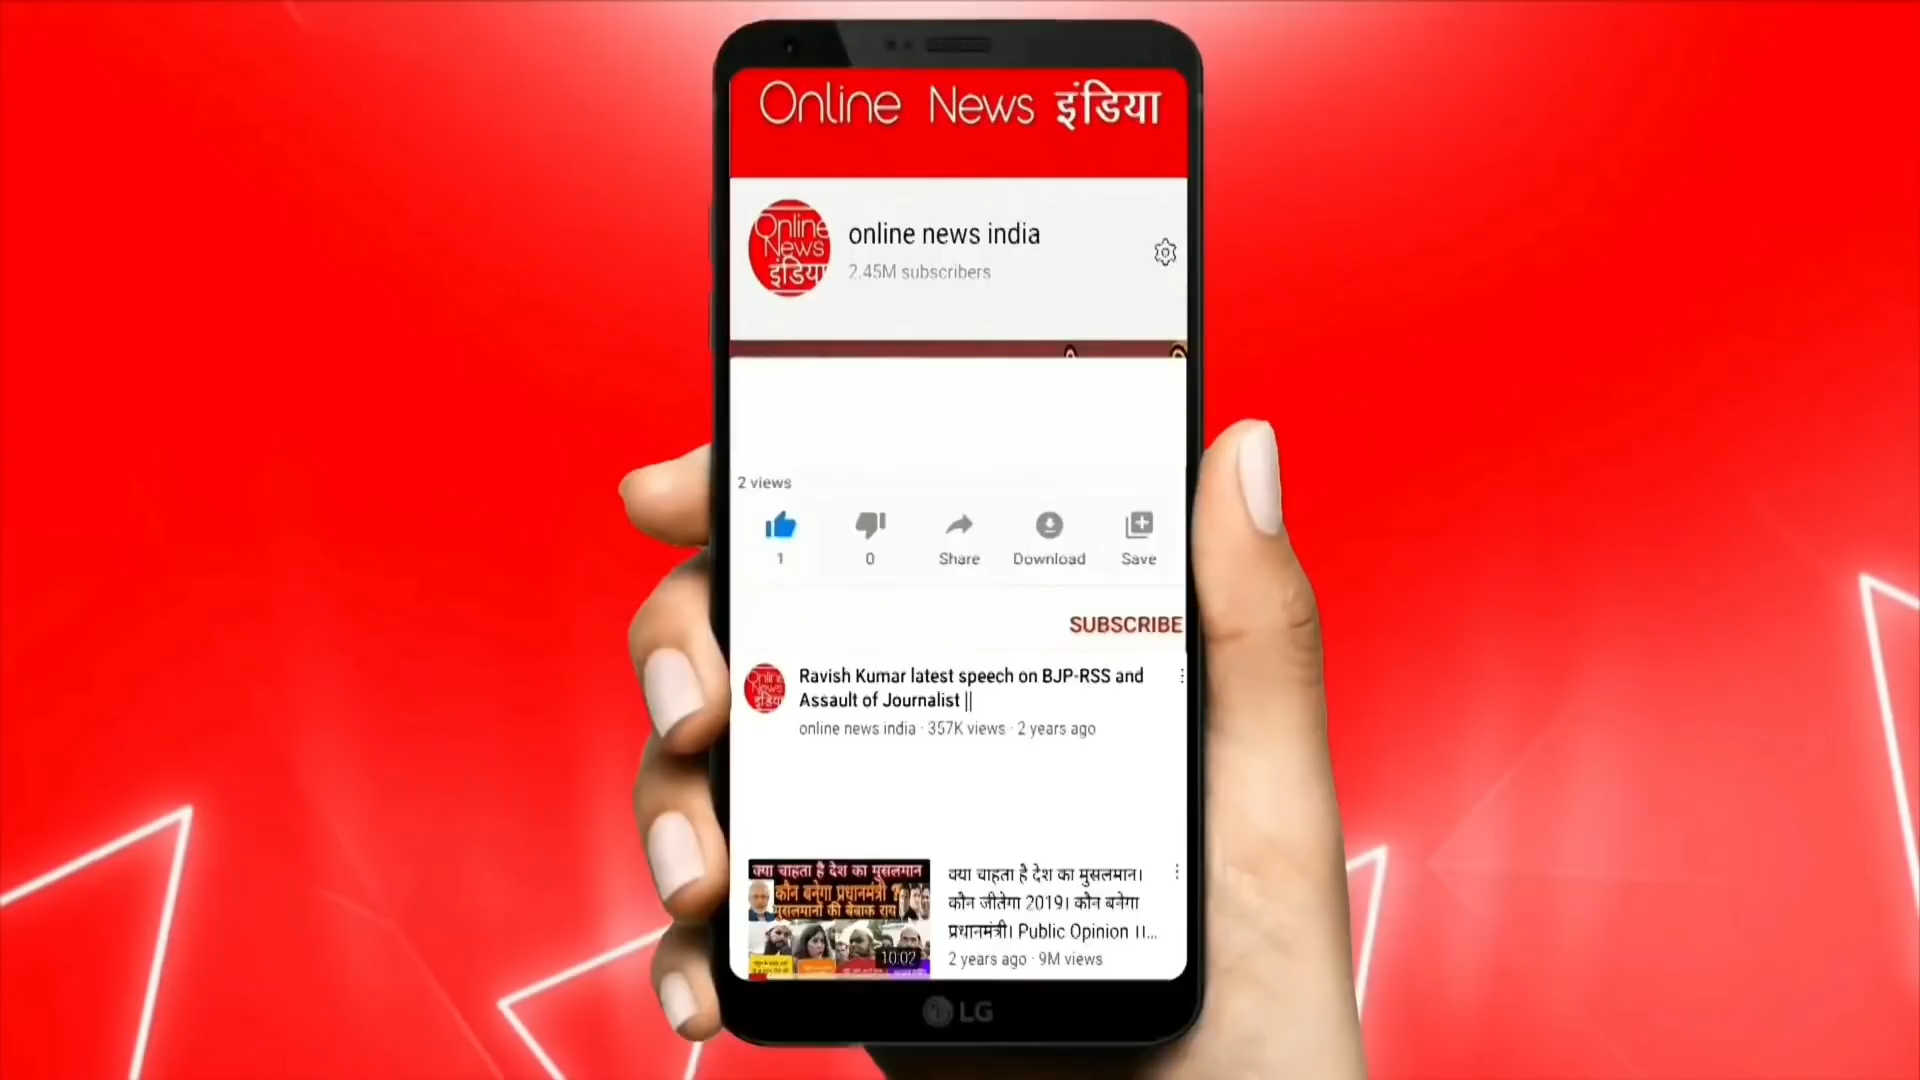 Online News इंडिया
Online
News
इंडिया
online news india
2.45M subscribers
2 views
1
0
Share
Download
Save
SUBSCRIBE
Online
News
इंडिया
Ravish Kumar latest speech on BJP-RSS and
Assault of Journalist ||
online news india · 357K views · 2 years ago
क्या चाहता है देश का मुसलमान
कौन बनेगा प्रधानमंत्री ?
मुसलमानों की बेबाक राय
10:02
क्या चाहता है देश का मुसलमान।
कौन जीतेगा 2019। कौन बनेगा
प्रधानमंत्री। Public Opinion ।।...
2 years ago · 9M views
LG